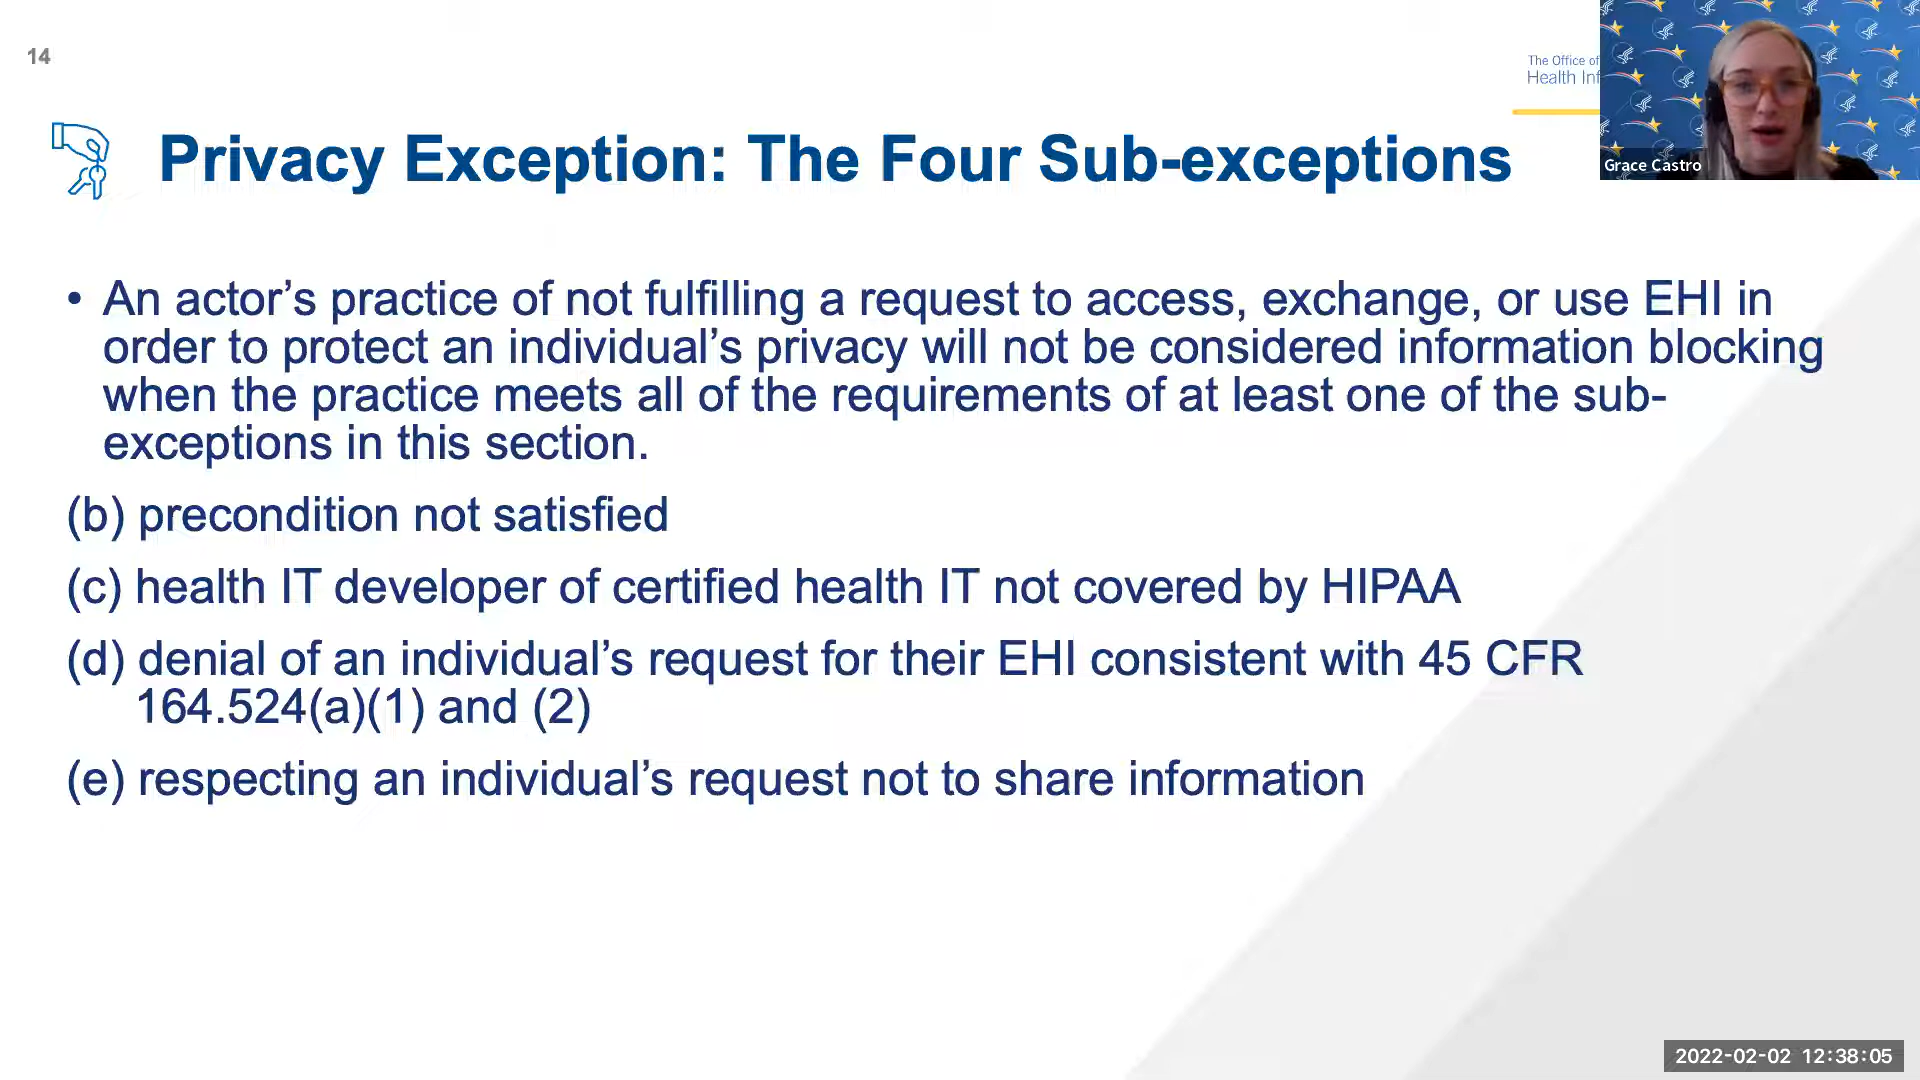 14
The Office of
Health Inf
Privacy Exception: The Four Sub-exceptions
Grace Castro
• An actor’s practice of not fulfilling a request to access, exchange, or use EHI in
order to protect an individual’s privacy will not be considered information blocking
when the practice meets all of the requirements of at least one of the sub-
exceptions in this section.
(b) precondition not satisfied
(c) health IT developer of certified health IT not covered by HIPAA
(d) denial of an individual’s request for their EHI consistent with 45 CFR
164.524(a)(1) and (2)
(e) respecting an individual’s request not to share information
2022-02-02 12:38:05